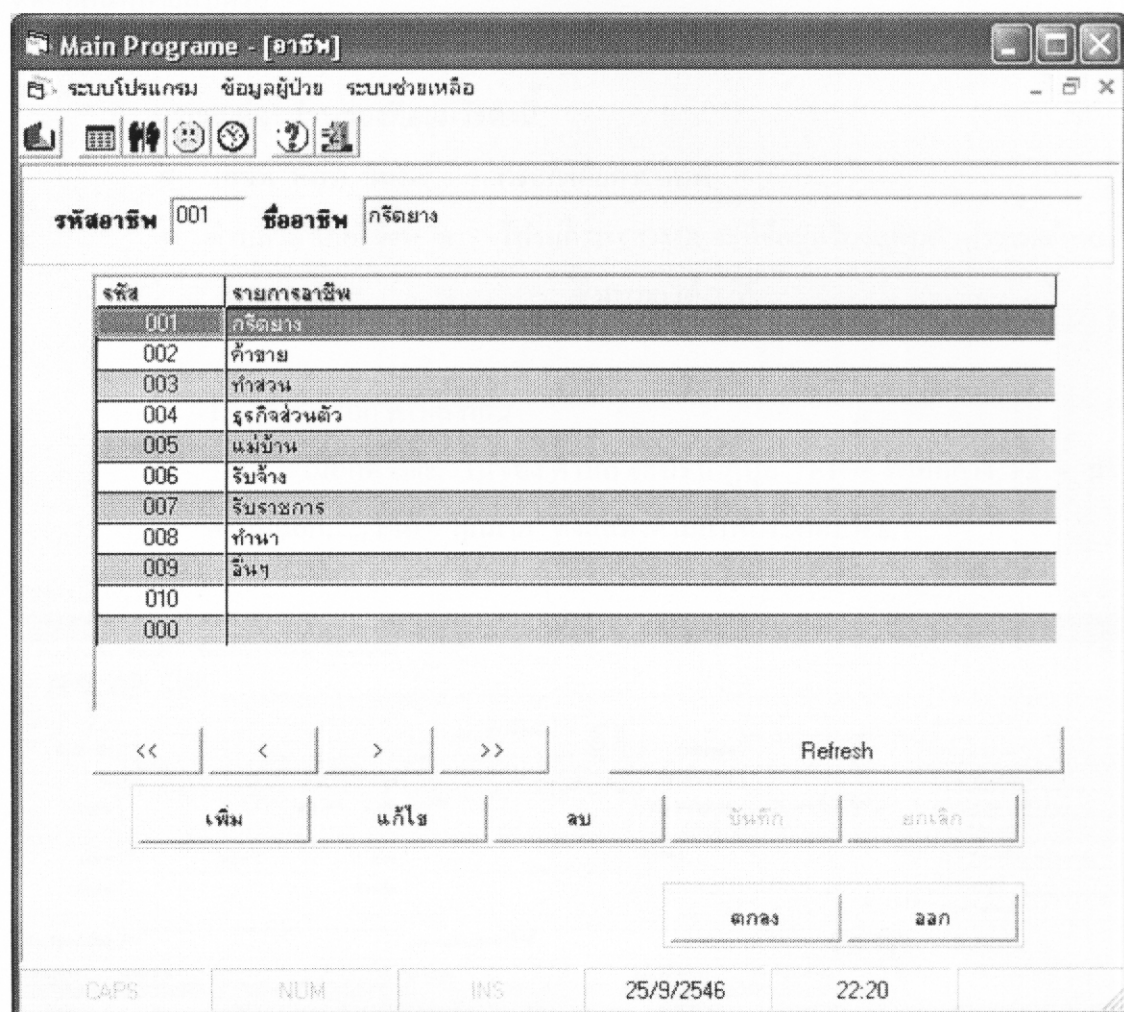 Main Programe - [อาชีพ]
ระบบโปรแกรม ข้อมูลผู้ป่วย ระบบช่วยเหลือ
รหัสอาชีพ 001 ชื่ออาชีพ กรีดยาง
รหัส รายการอาชีพ
001 กรีดยาง
002 ค้าขาย
003 ทำสวน
004 ธุรกิจส่วนตัว
005 แม่บ้าน
006 รับจ้าง
007 รับราชการ
008 ทำนา
009 อื่นๆ
010
000
<< < > >> Refresh
เพิ่ม แก้ไข ลบ บันทึก ยกเลิก
ตกลง ออก
CAPS NUM INS 25/9/2546 22:20